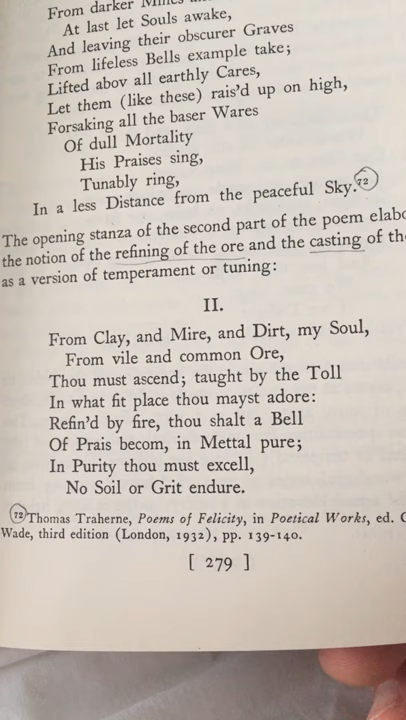 From darker Mines
At last let Souls awake,
And leaving their obscurer Graves
From lifeless Bells example take;
Lifted abov all earthly Cares,
Let them (like these) rais'd up on high,
Forsaking all the baser Wares
Of dull Mortality
His Praises sing,
Tunably ring,
In a less Distance from the peaceful Sky.72
The opening stanza of the second part of the poem
the notion of the refining of the ore and the casting of
as a version of temperament or tuning:
II.
From Clay, and Mire, and Dirt, my Soul,
From vile and common Ore,
Thou must ascend; taught by the Toll
In what fit place thou mayst adore:
Refin'd by fire, thou shalt a Bell
Of Prais becom, in Mettal pure;
In Purity thou must excell,
No Soil or Grit endure.
72 Thomas Traherne, Poems of Felicity, in Poetical Works, ed.
Wade, third edition (London, 1932), pp. 139-140.
[ 279 ]